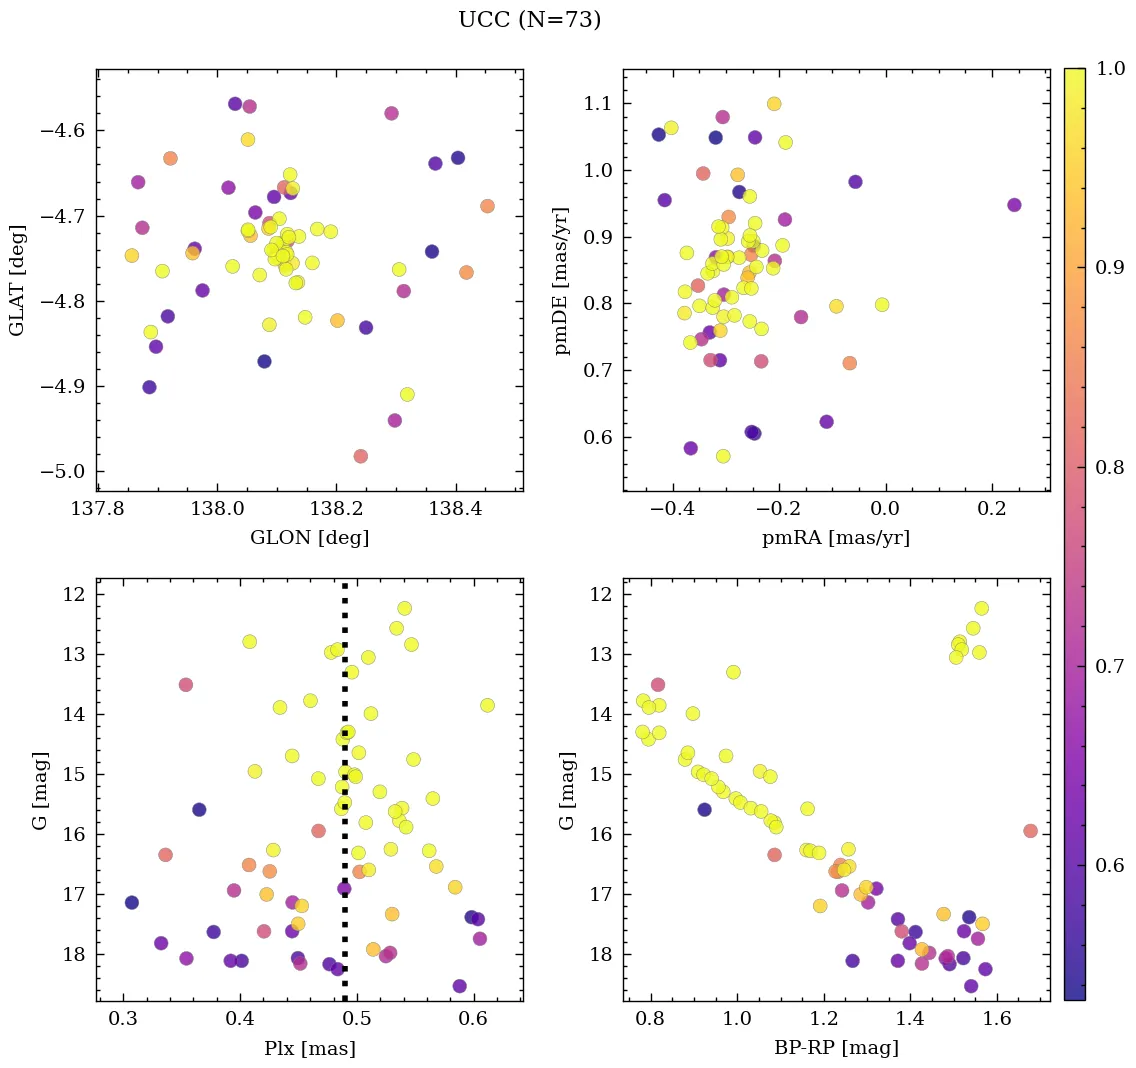 UCC (N=73)
−4.6
−4.7
−4.8
−4.9
−5.0
GLAT [deg]
137.8 138.0 138.2 138.4
GLON [deg]
1.1
1.0
0.9
0.8
0.7
0.6
pmDE [mas/yr]
−0.4 −0.2 0.0 0.2
pmRA [mas/yr]
12
13
14
15
16
17
18
G [mag]
0.3 0.4 0.5 0.6
Plx [mas]
12
13
14
15
16
17
18
G [mag]
0.8 1.0 1.2 1.4 1.6
BP-RP [mag]
1.0
0.9
0.8
0.7
0.6